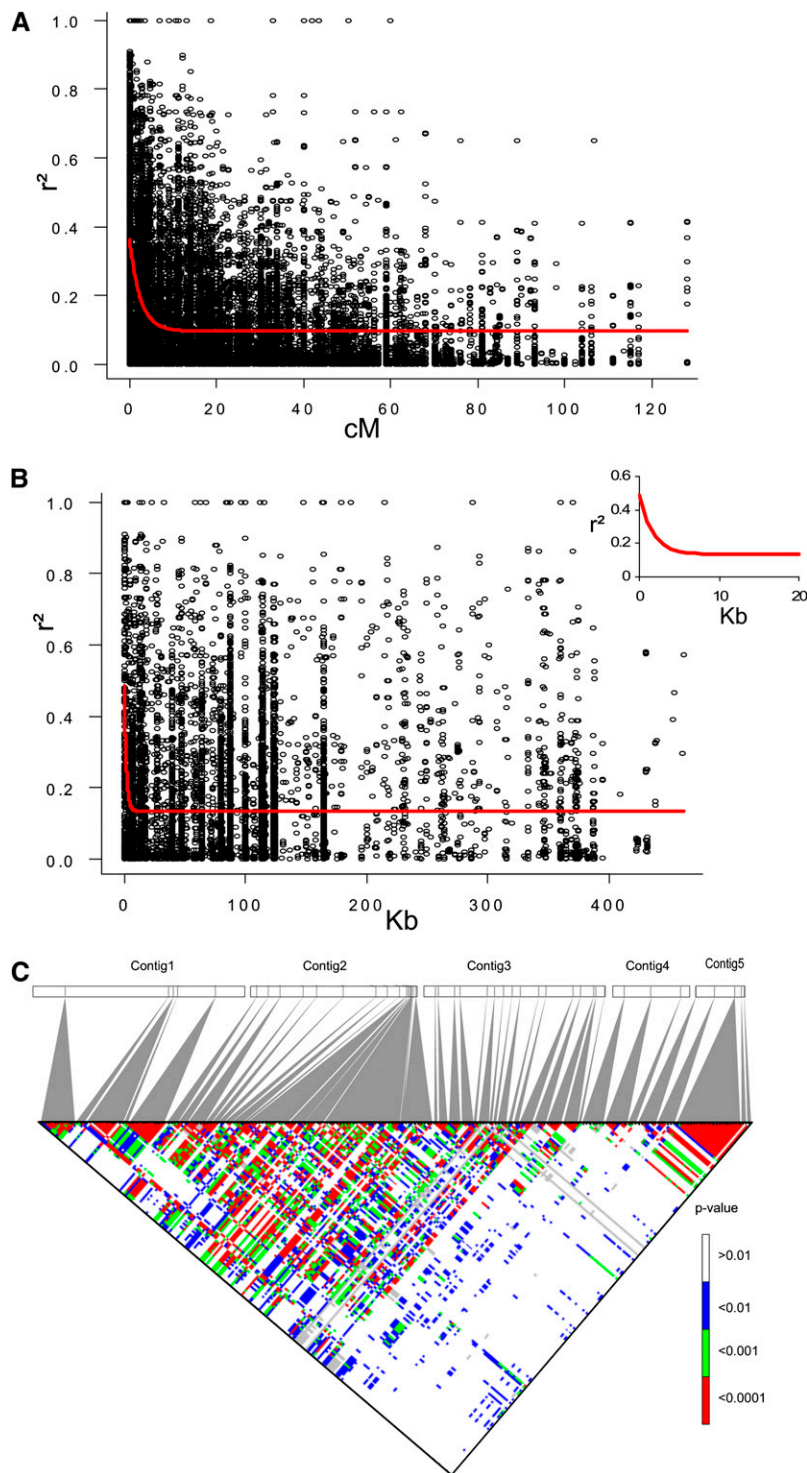 A
1.0
0.8
0.6
0.4
0.2
0.0
r²
0 20 40 60 80 100 120
cM
B
1.0
0.8
0.6
0.4
0.2
0.0
r²
0 100 200 300 400
Kb
0.6
0.4
0.2
0
r²
0 10 20
Kb
C
Contig1 Contig2 Contig3 Contig4 Contig5
p-value
>0.01
<0.01
<0.001
<0.0001